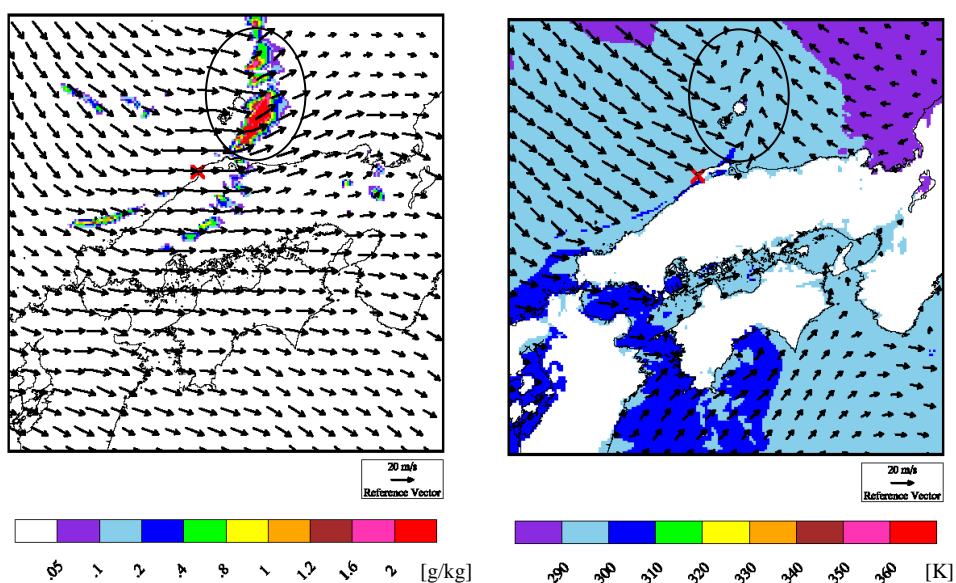 20 m/s
Reference Vector
20 m/s
Reference Vector
.05 .1 .2 .4 .8 1 1.2 1.6 2 [g/kg]
290 300 310 320 330 340 350 360 [K]